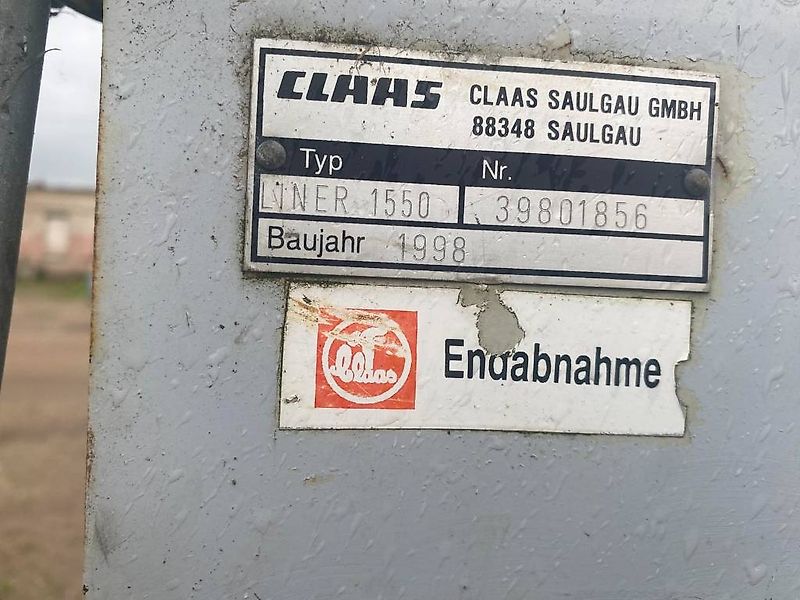 CLAAS
CLAAS SAULGAU GMBH
88348 SAULGAU
Typ Nr.
LINER 1550 39801856
Baujahr 1998
Claas
Endabnahme